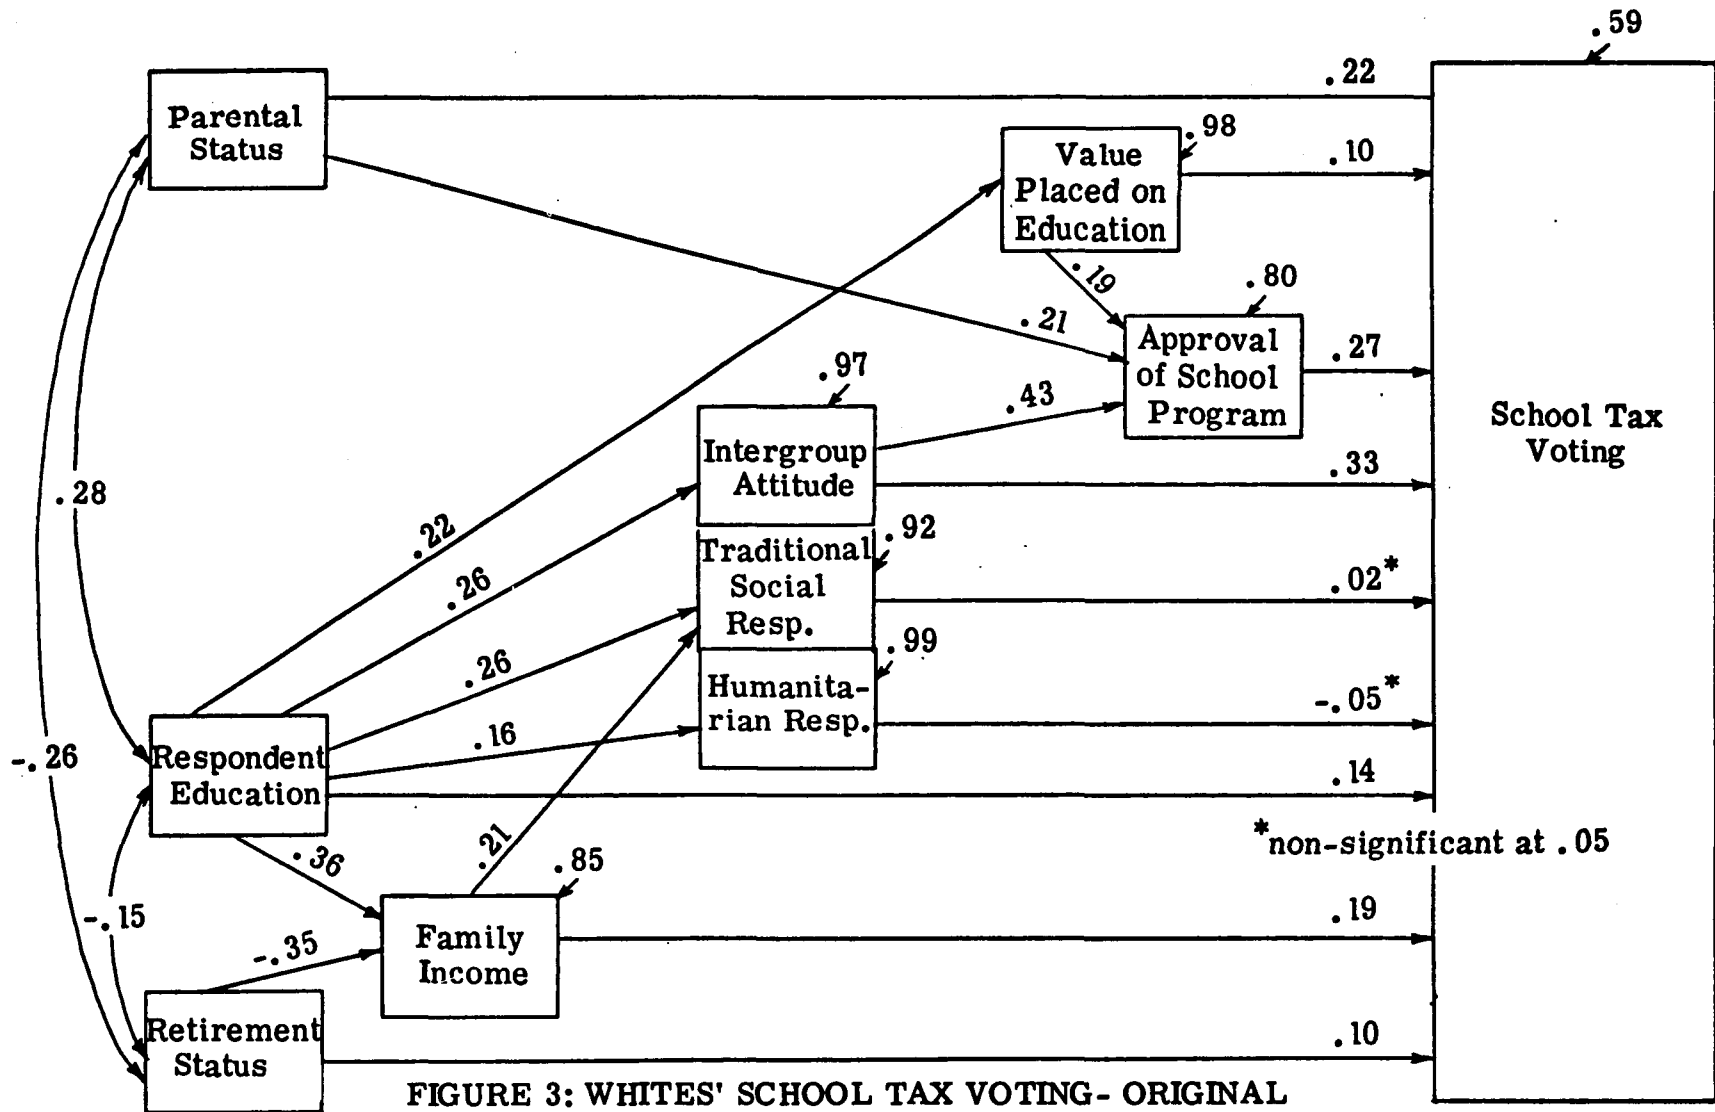 .59
.22
Parental
Status
.98
Value
Placed on
Education
.10
.19
.80
.21
Approval
of School
Program
.27
.97
.43
School Tax
Voting
Intergroup
Attitude
.33
.28
.22
.92
Traditional
Social
Resp.
.26
.02*
.26
.99
Humanita-
rian Resp.
-.05*
.16
-.26
Respondent
Education
.14
*non-significant at .05
.36
.21
.85
-.15
.19
Family
Income
-.35
Retirement
Status
.10
FIGURE 3: WHITES' SCHOOL TAX VOTING- ORIGINAL